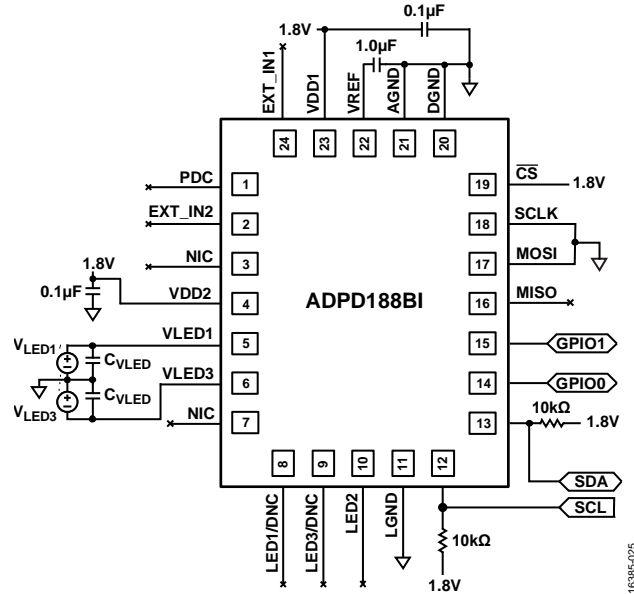 1.8V
0.1µF
1.0µF
EXT_IN1
VDD1
VREF
AGND
DGND
24
23
22
21
20
PDC
1
EXT_IN2
2
NIC
3
1.8V
0.1µF
VDD2
4
VLED1
5
VLED1
CVLED
VLED3
6
CVLED
VLED3
NIC
7
ADPD188BI
19
CS
1.8V
18
SCLK
17
MOSI
16
MISO
15
GPIO1
14
GPIO0
13
10kΩ
1.8V
SDA
SCL
8
9
10
11
12
LED1/DNC
LED3/DNC
LED2
LGND
10kΩ
1.8V
16385-025